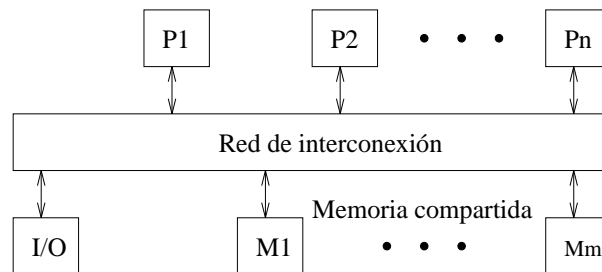 P1 P2 • • • Pn
Red de interconexión
Memoria compartida
I/O M1 • • • Mm